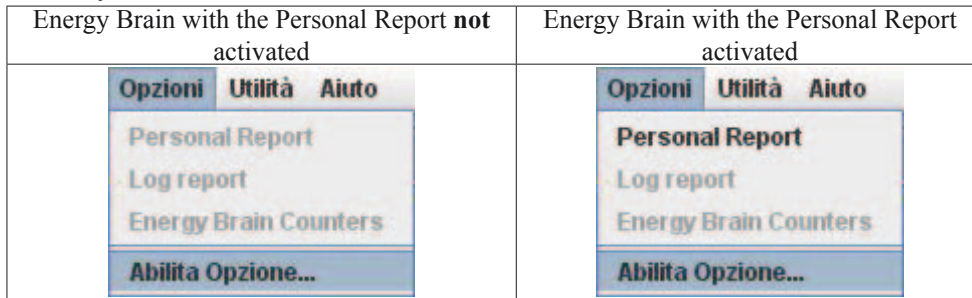 Energy Brain with the Personal Report not
activated
Energy Brain with the Personal Report
activated
Opzioni Utilità Aiuto
Personal Report
Log report
Energy Brain Counters
Abilita Opzione...
Opzioni Utilità Aiuto
Personal Report
Log report
Energy Brain Counters
Abilita Opzione...